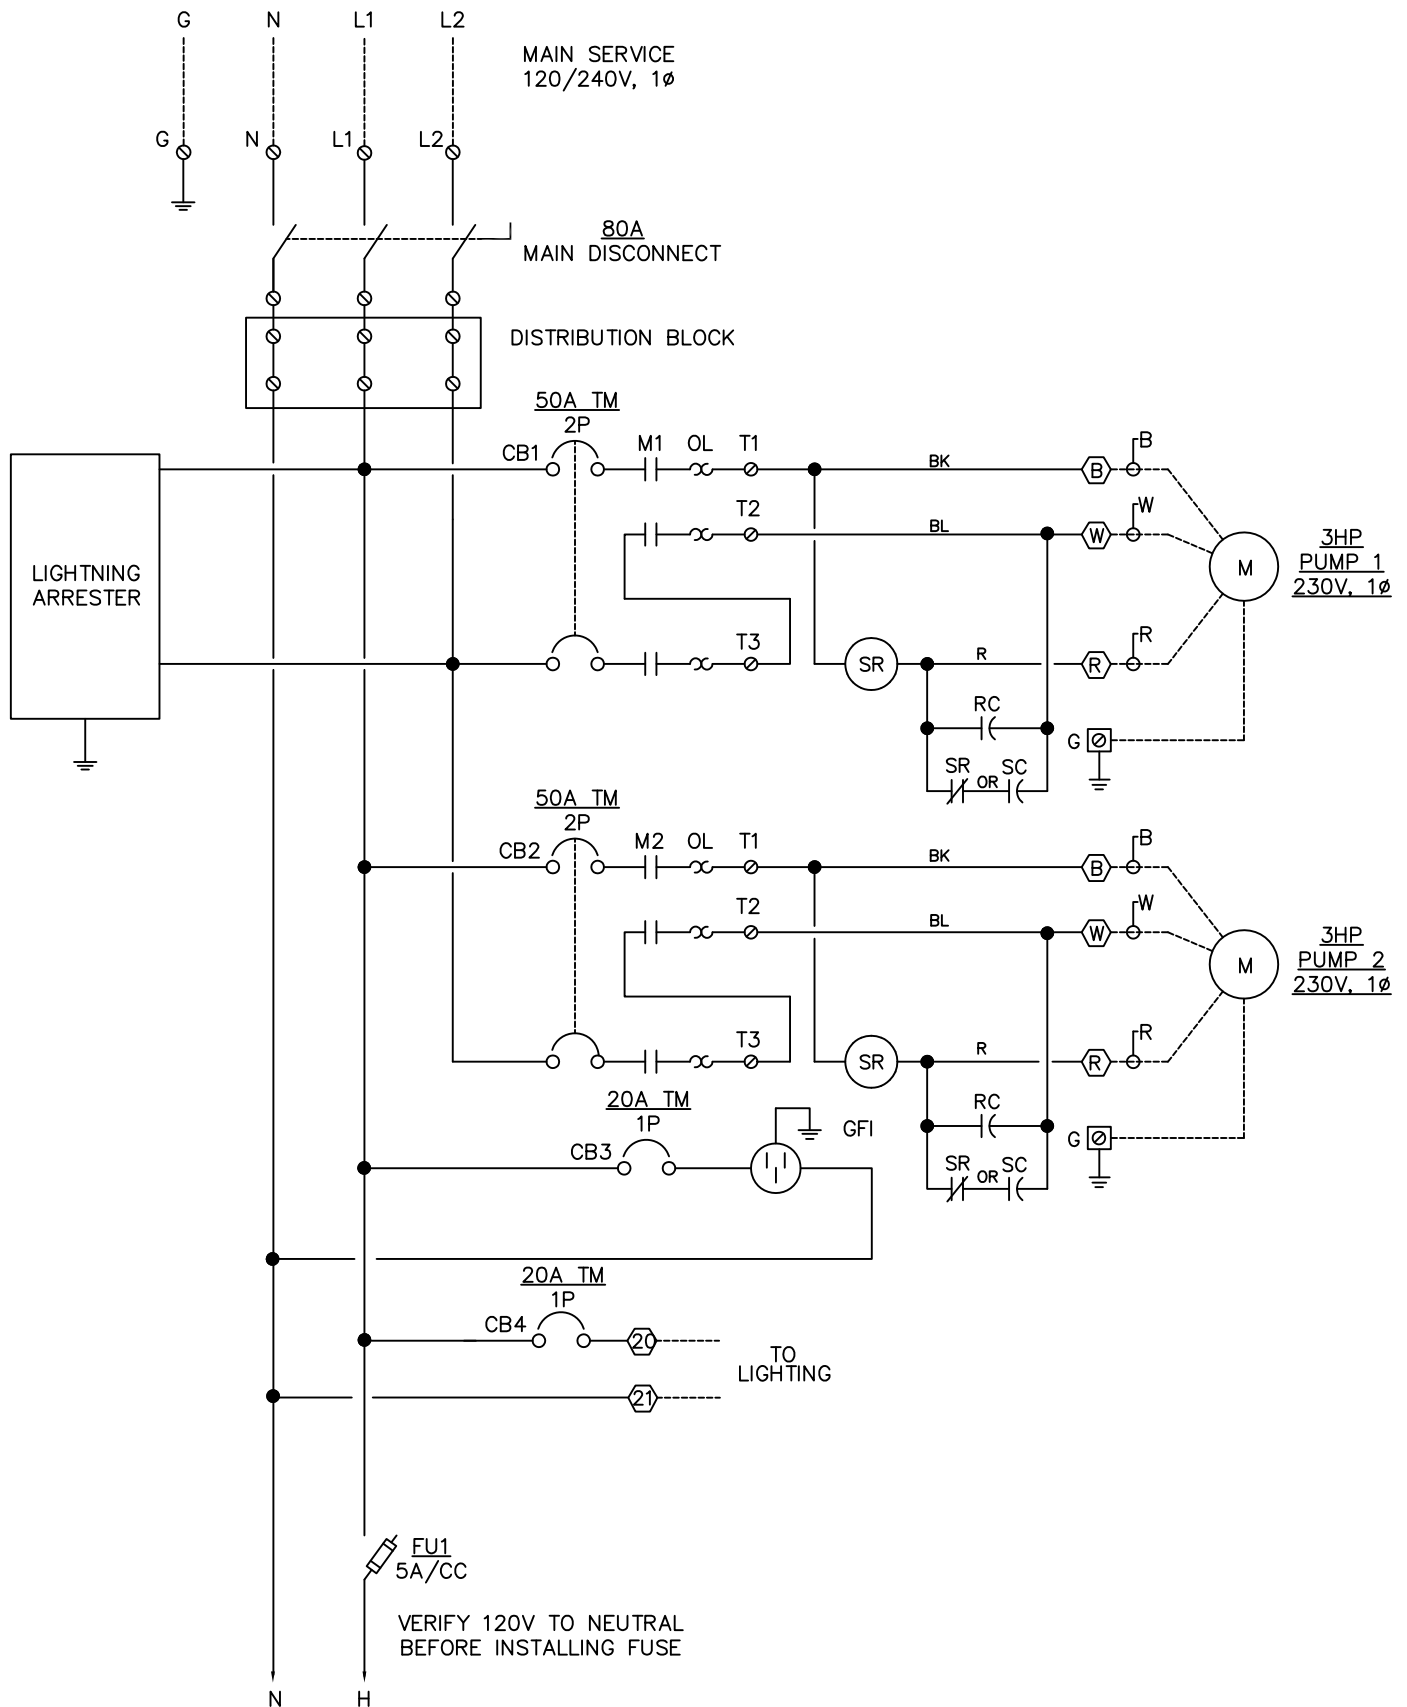 G N L1 L2
MAIN SERVICE
120/240V, 1ø
G N L1 L2
80A
MAIN DISCONNECT
DISTRIBUTION BLOCK
50A TM
2P
CB1 M1 OL T1 BK B B
T2 BL W W
LIGHTNING
ARRESTER
M
3HP
PUMP 1
230V, 1ø
T3 SR R R R
RC
G
SR OR SC
50A TM
2P
CB2 M2 OL T1 BK B B
T2 BL W W
M
3HP
PUMP 2
230V, 1ø
T3 SR R R R
20A TM
1P
CB3 GFI
RC
G
SR OR SC
20A TM
1P
CB4 20
TO
LIGHTING
21
FU1
5A/CC
VERIFY 120V TO NEUTRAL
BEFORE INSTALLING FUSE
N H